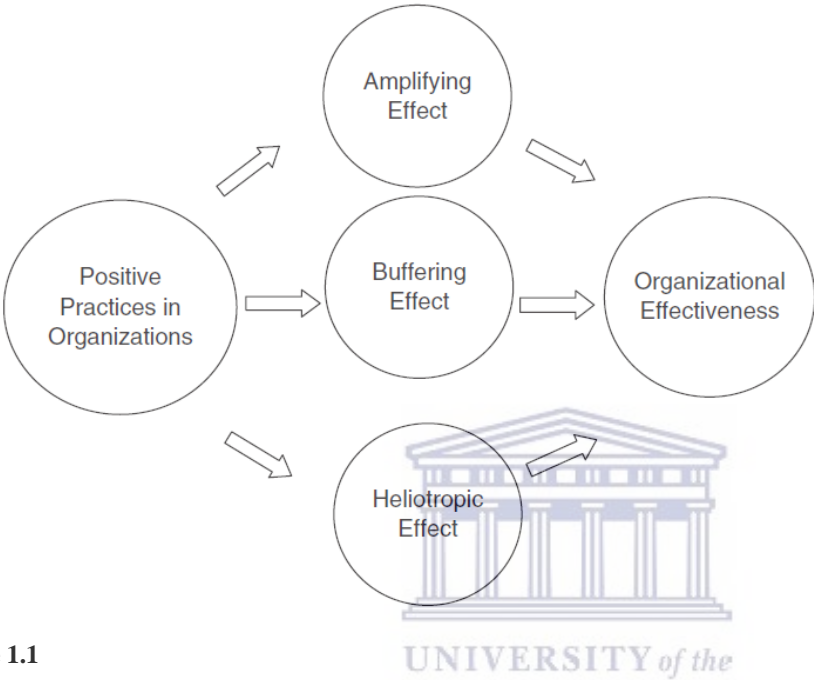 Amplifying
Effect
Positive
Practices in
Organizations
Buffering
Effect
Organizational
Effectiveness
Heliotropic
Effect
1.1
UNIVERSITY of the